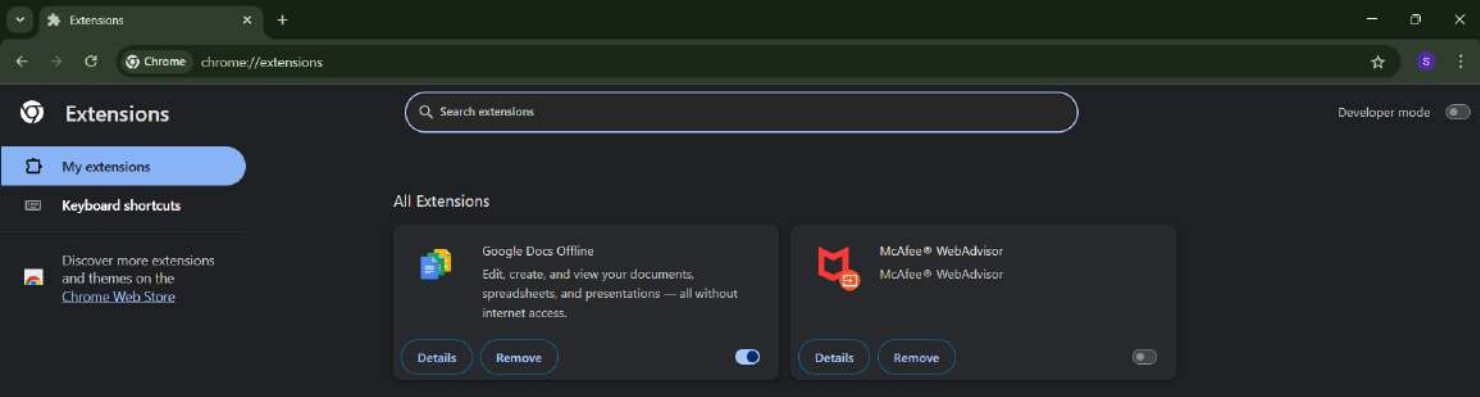 Extensions
Chrome
chrome://extensions
S
Extensions
Search extensions
Developer mode
My extensions
Keyboard shortcuts
Discover more extensions
and themes on the
Chrome Web Store
All Extensions
Google Docs Offline
Edit, create, and view your documents,
spreadsheets, and presentations — all without
internet access.
Details
Remove
McAfee® WebAdvisor
McAfee® WebAdvisor
Details
Remove